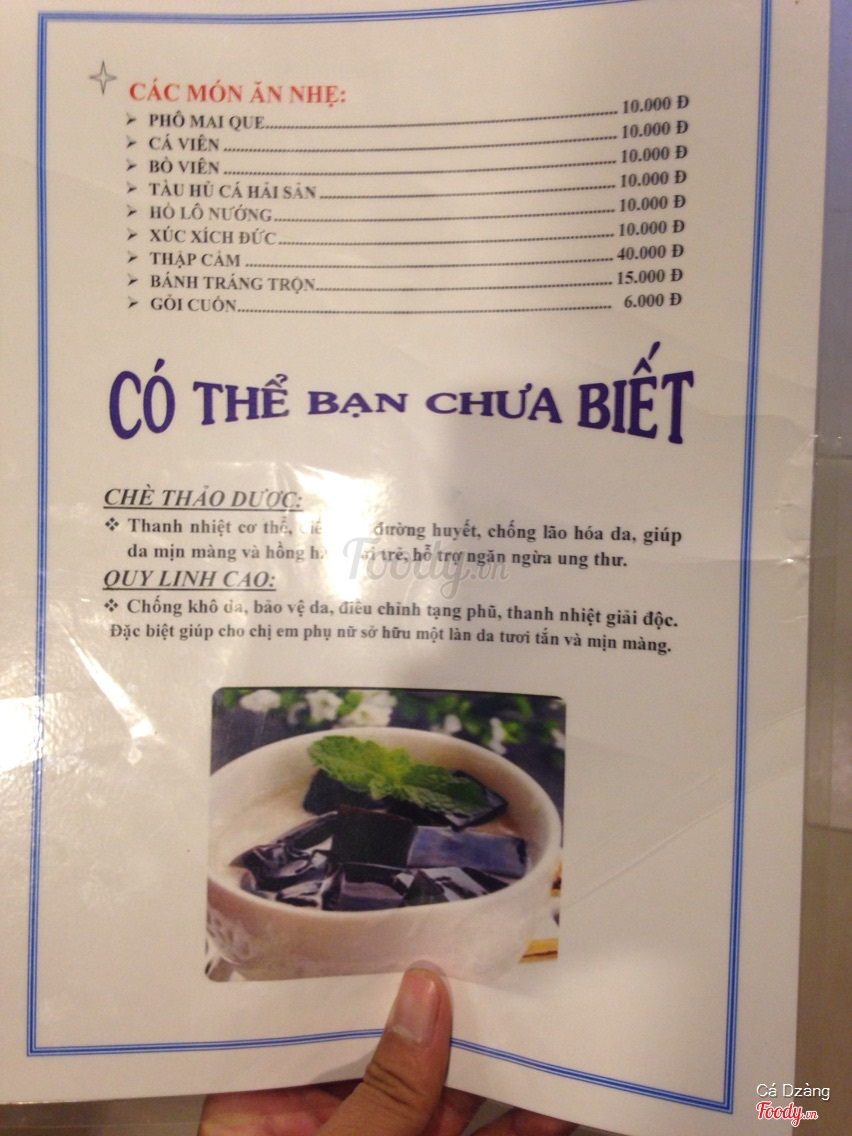 CÁC MÓN ĂN NHẸ:
PHÔ MAI QUE 10.000 Đ
CÁ VIÊN 10.000 Đ
BÒ VIÊN 10.000 Đ
TÀU HỦ CÁ HẢI SẢN 10.000 Đ
HỒ LÔ NƯỚNG 10.000 Đ
XÚC XÍCH ĐỨC 10.000 Đ
THẬP CẨM 40.000 Đ
BÁNH TRÁNG TRỘN 15.000 Đ
GỎI CUỐN 6.000 Đ
CÓ THỂ BẠN CHƯA BIẾT
CHÈ THẢO DƯỢC:
Thanh nhiệt cơ thể, đường huyết, chống lão hóa da, giúp
da mịn màng và hồng trẻ, hỗ trợ ngăn ngừa ung thư.
QUY LINH CAO:
Chống khô da, bảo vệ da, điều chỉnh tạng phũ, thanh nhiệt giải độc.
Đặc biệt giúp cho chị em phụ nữ sở hữu một làn da tươi tắn và mịn màng.
Foody.vn
Cá Dzàng
Foody.vn